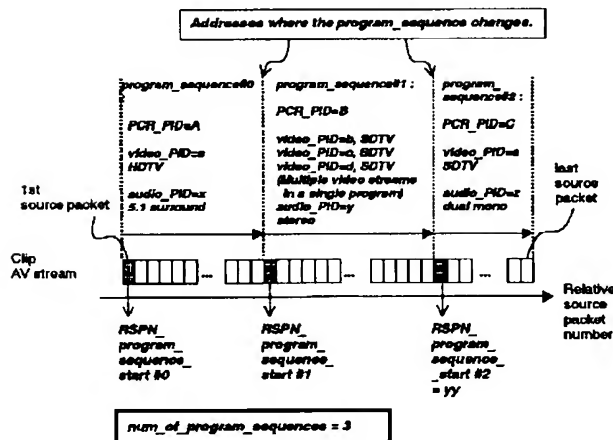 Addresses where the program_sequence changes.
program_sequence#0
PCR_PID=A
video_PID=a
HDTV
audio_PID=x
5.1 surround
program_sequence#1 :
PCR_PID=B
video_PID=b, SDTV
video_PID=c, SDTV
video_PID=d, SDTV
(Multiple video streams
in a single program)
audio_PID=y
stereo
program_
sequence#2 :
PCR_PID=C
video_PID=a
SDTV
audio_PID=z
dual mono
1st
source packet
last
source
packet
Clip
AV stream
... ... ...
Relative
source
packet
number
RSPN_
program_
sequence_
start #0
RSPN_
program_
sequence_
start #1
RSPN_
program_
sequence_
_start #2
= yy
num_of_program_sequences = 3